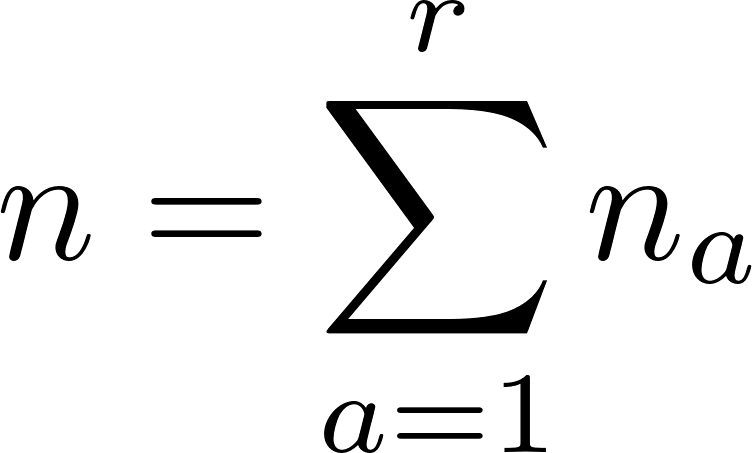 n = \sum_{a=1}^{r} n_a